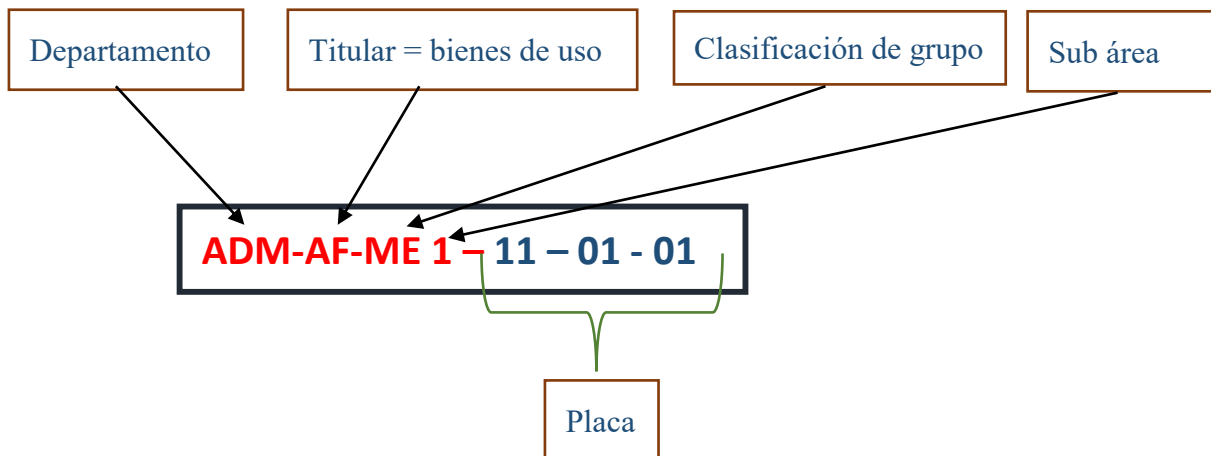 Departamento
Titular = bienes de uso
Clasificación de grupo
Sub área
ADM-AF-ME 1 – 11 – 01 - 01
Placa